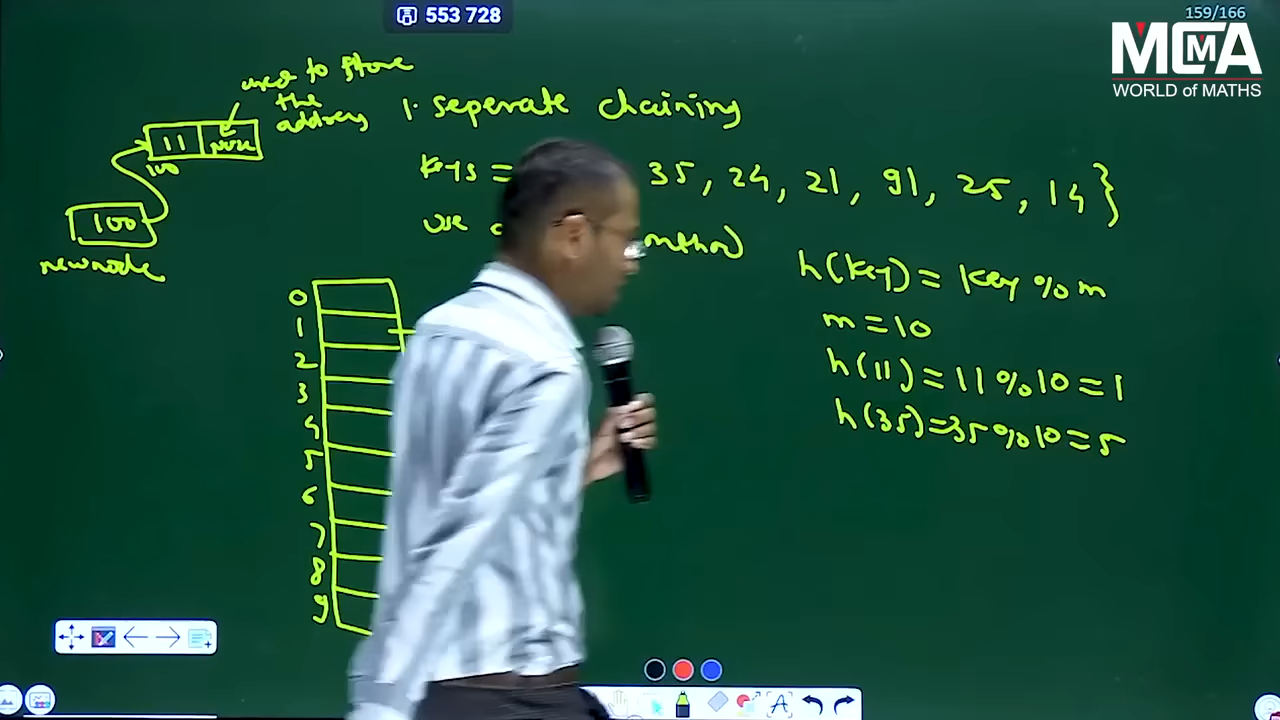 553 728
159/166
MCMA
WORLD of MATHS
used to store
the
address
11 NULL
100
100
newnode
1. seperate chaining
keys = 35, 24, 21, 91, 25, 14}
use method
h(key) = key % m
m = 10
h(11) = 11 % 10 = 1
h(35) = 35 % 10 = 5
0
1
2
3
4
5
6
7
8
9